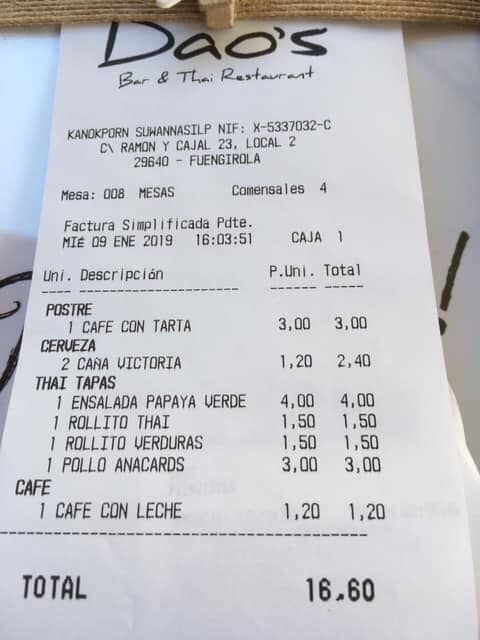 Dao's
Bar & Thai Restaurant
KANOKPORN SUWANNASILP NIF: X-5337032-C
C\ RAMON Y CAJAL 23, LOCAL 2
29640 - FUENGIROLA
Mesa: 008 MESAS Comensales 4
Factura Simplificada Pdte.
MIÉ 09 ENE 2019 16:03:51 CAJA 1
Uni. Descripción P.Uni. Total
POSTRE
1 CAFE CON TARTA 3,00 3,00
CERVEZA
2 CAÑA VICTORIA 1,20 2,40
THAI TAPAS
1 ENSALADA PAPAYA VERDE 4,00 4,00
1 ROLLITO THAI 1,50 1,50
1 ROLLITO VERDURAS 1,50 1,50
1 POLLO ANACARDS 3,00 3,00
CAFE
1 CAFE CON LECHE 1,20 1,20
TOTAL 16.60